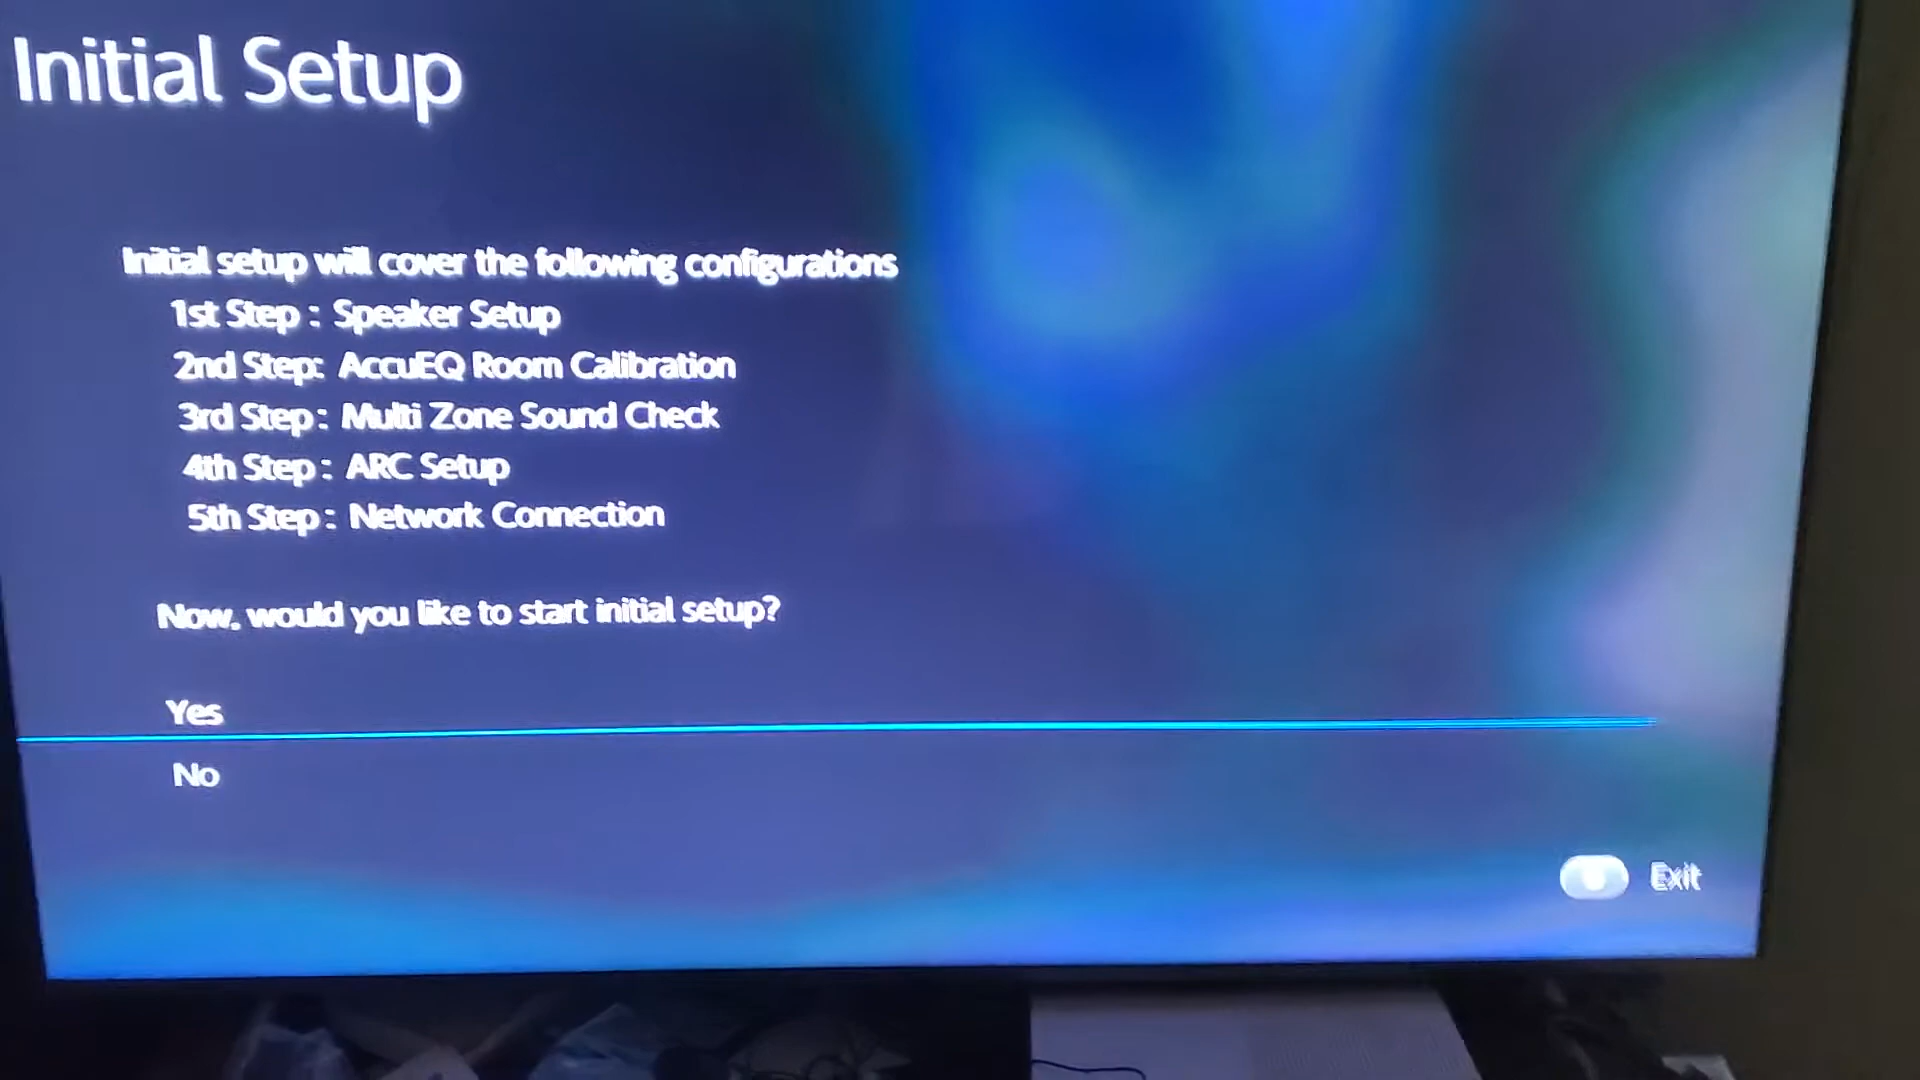 Initial Setup
Initial setup will cover the following configurations
1st Step : Speaker Setup
2nd Step: AccuEQ Room Calibration
3rd Step : Multi Zone Sound Check
4th Step : ARC Setup
5th Step : Network Connection
Now, would you like to start initial setup?
Yes
No
Exit